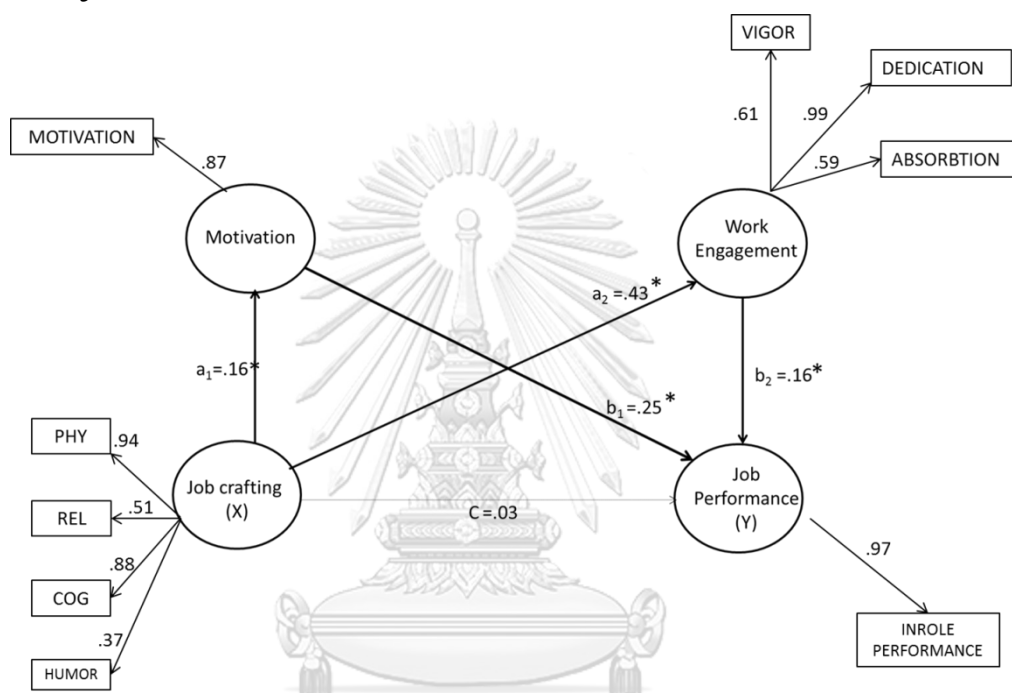 VIGOR
DEDICATION
.61
.99
MOTIVATION
.59
ABSORBTION
.87
Motivation
Work
Engagement
a₂=.43*
a₁=.16*
b₂=.16*
b₁=.25*
PHY
.94
Job crafting
(X)
Job
Performance
(Y)
REL
.51
C =.03
.88
COG
.97
.37
INROLE
PERFORMANCE
HUMOR